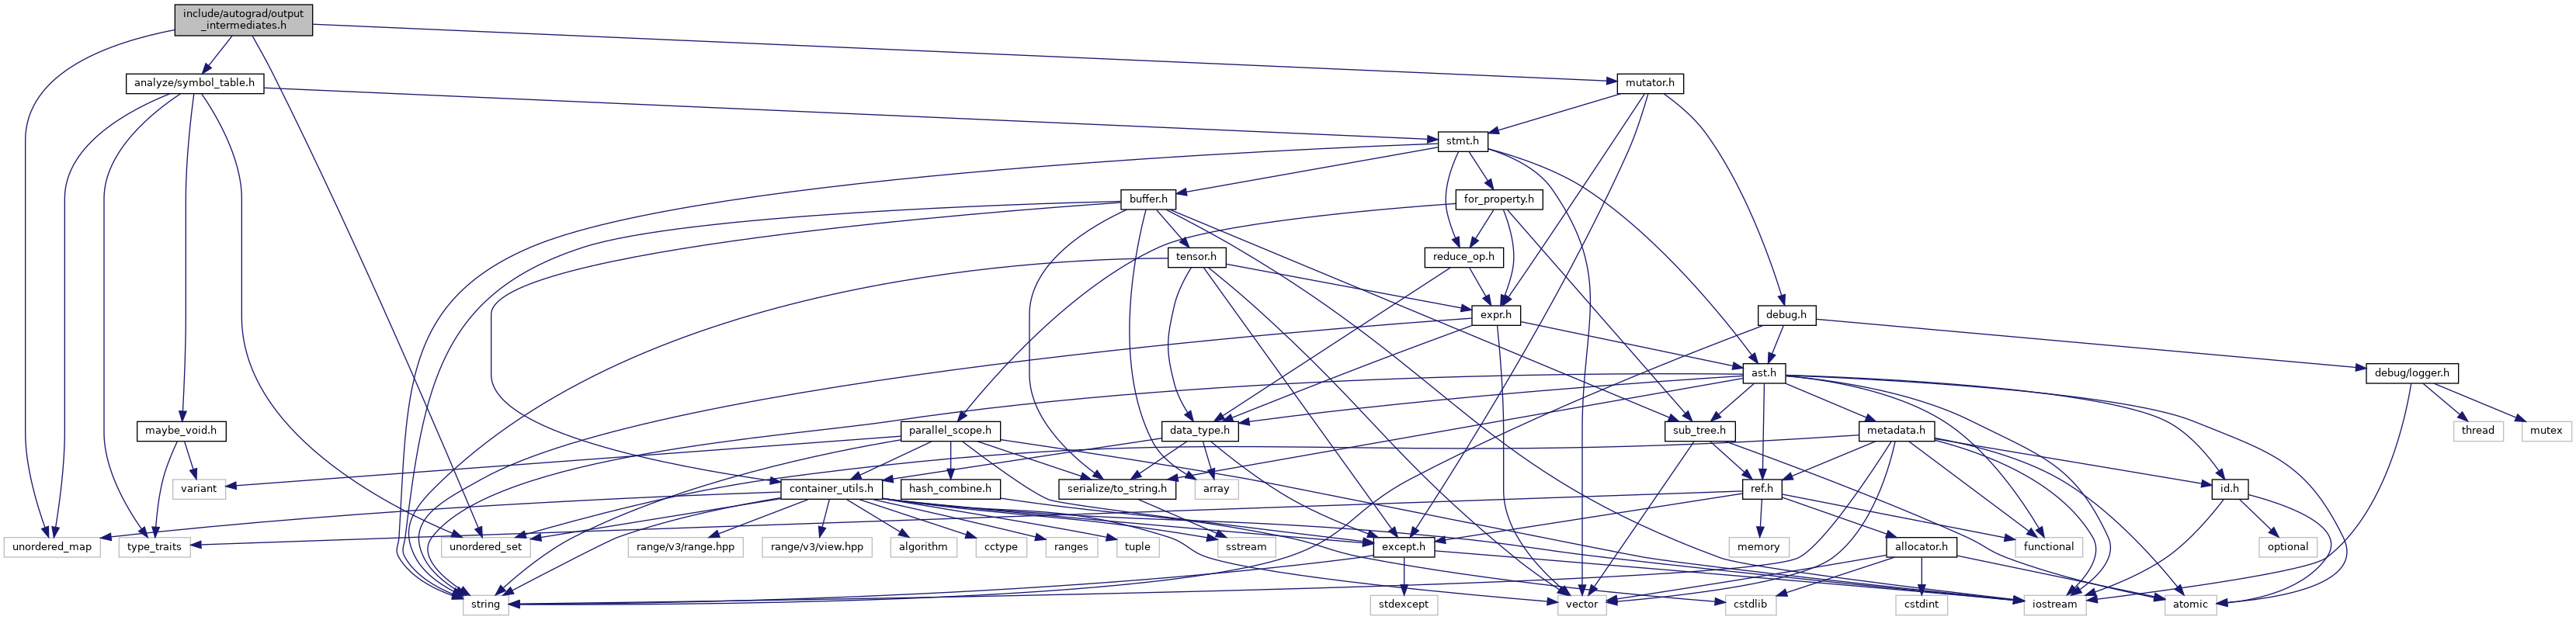 include/autograd/output
_intermediates.h
analyze/symbol_table.h
mutator.h
stmt.h
buffer.h
for_property.h
tensor.h
reduce_op.h
expr.h
debug.h
ast.h
debug/logger.h
maybe_void.h
parallel_scope.h
data_type.h
sub_tree.h
metadata.h
thread
mutex
variant
container_utils.h
hash_combine.h
serialize/to_string.h
array
ref.h
id.h
unordered_map
type_traits
unordered_set
range/v3/range.hpp
range/v3/view.hpp
algorithm
cctype
ranges
tuple
sstream
except.h
memory
allocator.h
functional
optional
string
stdexcept
vector
cstdlib
cstdint
iostream
atomic